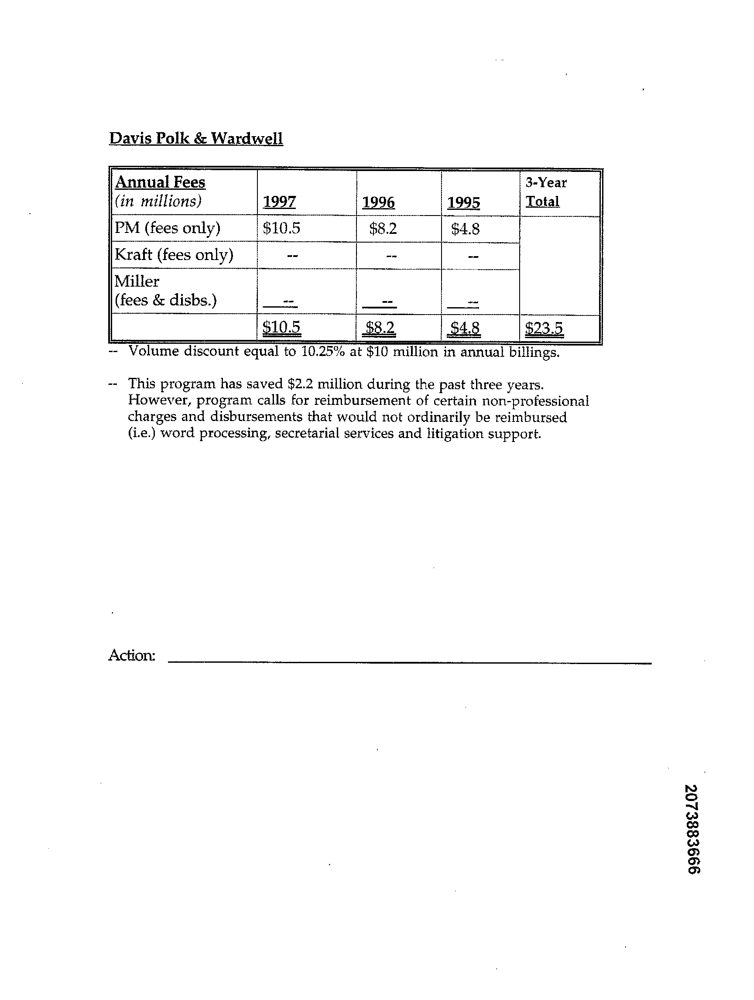 Davis Polk & Wardwell
Annual Fees 3-Year
(in millions) 1997 1996 1995 Total
PM (fees only) $10.5 $8.2 $4.8
Kraft (fees only) -- -- --
Miller
(fees & disbs.) -- -- --
$10.5 $8.2 $4.8 $23.5
-- Volume discount equal to 10.25% at $10 million in annual billings.
-- This program has saved $2.2 million during the past three years.
However, program calls for reimbursement of certain non-professional
charges and disbursements that would not ordinarily be reimbursed
(i.e.) word processing, secretarial services and litigation support.
Action:
2073883666